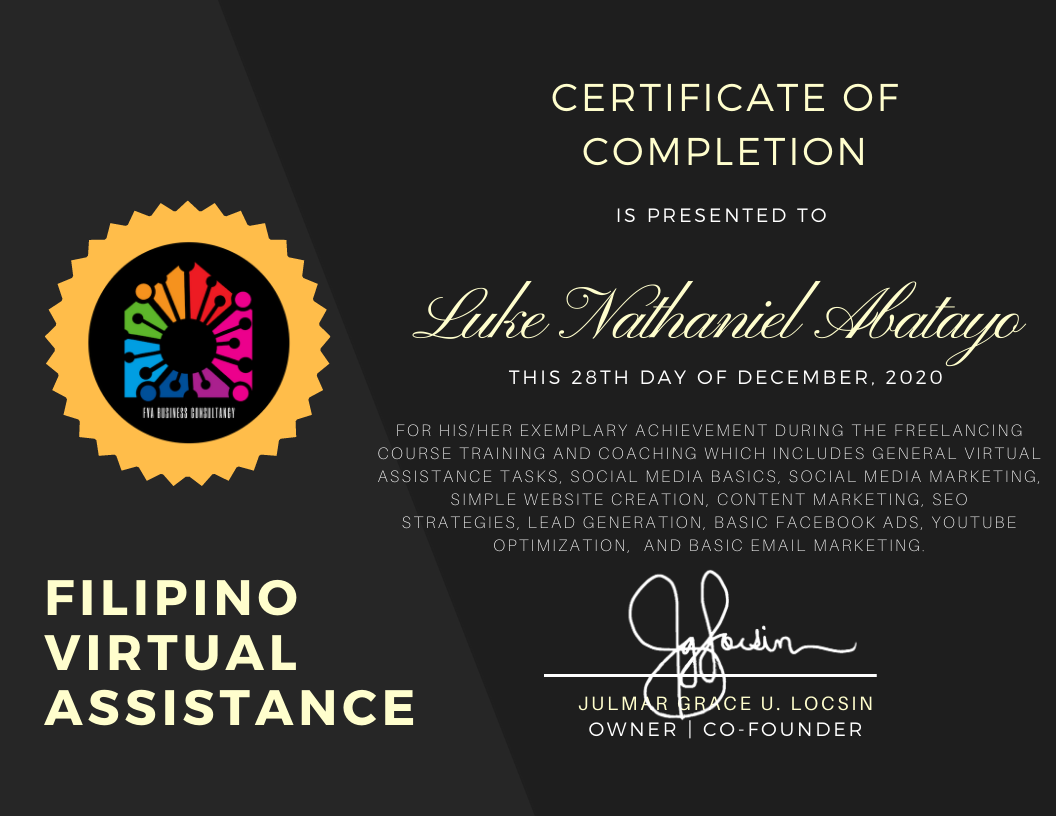 CERTIFICATE OF
COMPLETION
IS PRESENTED TO
Luke Nathaniel Abatayo
THIS 28TH DAY OF DECEMBER, 2020
FOR HIS/HER EXEMPLARY ACHIEVEMENT DURING THE FREELANCING
COURSE TRAINING AND COACHING WHICH INCLUDES GENERAL VIRTUAL
ASSISTANCE TASKS, SOCIAL MEDIA BASICS, SOCIAL MEDIA MARKETING,
SIMPLE WEBSITE CREATION, CONTENT MARKETING, SEO
STRATEGIES, LEAD GENERATION, BASIC FACEBOOK ADS, YOUTUBE
OPTIMIZATION, AND BASIC EMAIL MARKETING.
FVA BUSINESS CONSULTANCY
FILIPINO
VIRTUAL
ASSISTANCE
JgLocsin
JULMAR GRACE U. LOCSIN
OWNER | CO-FOUNDER